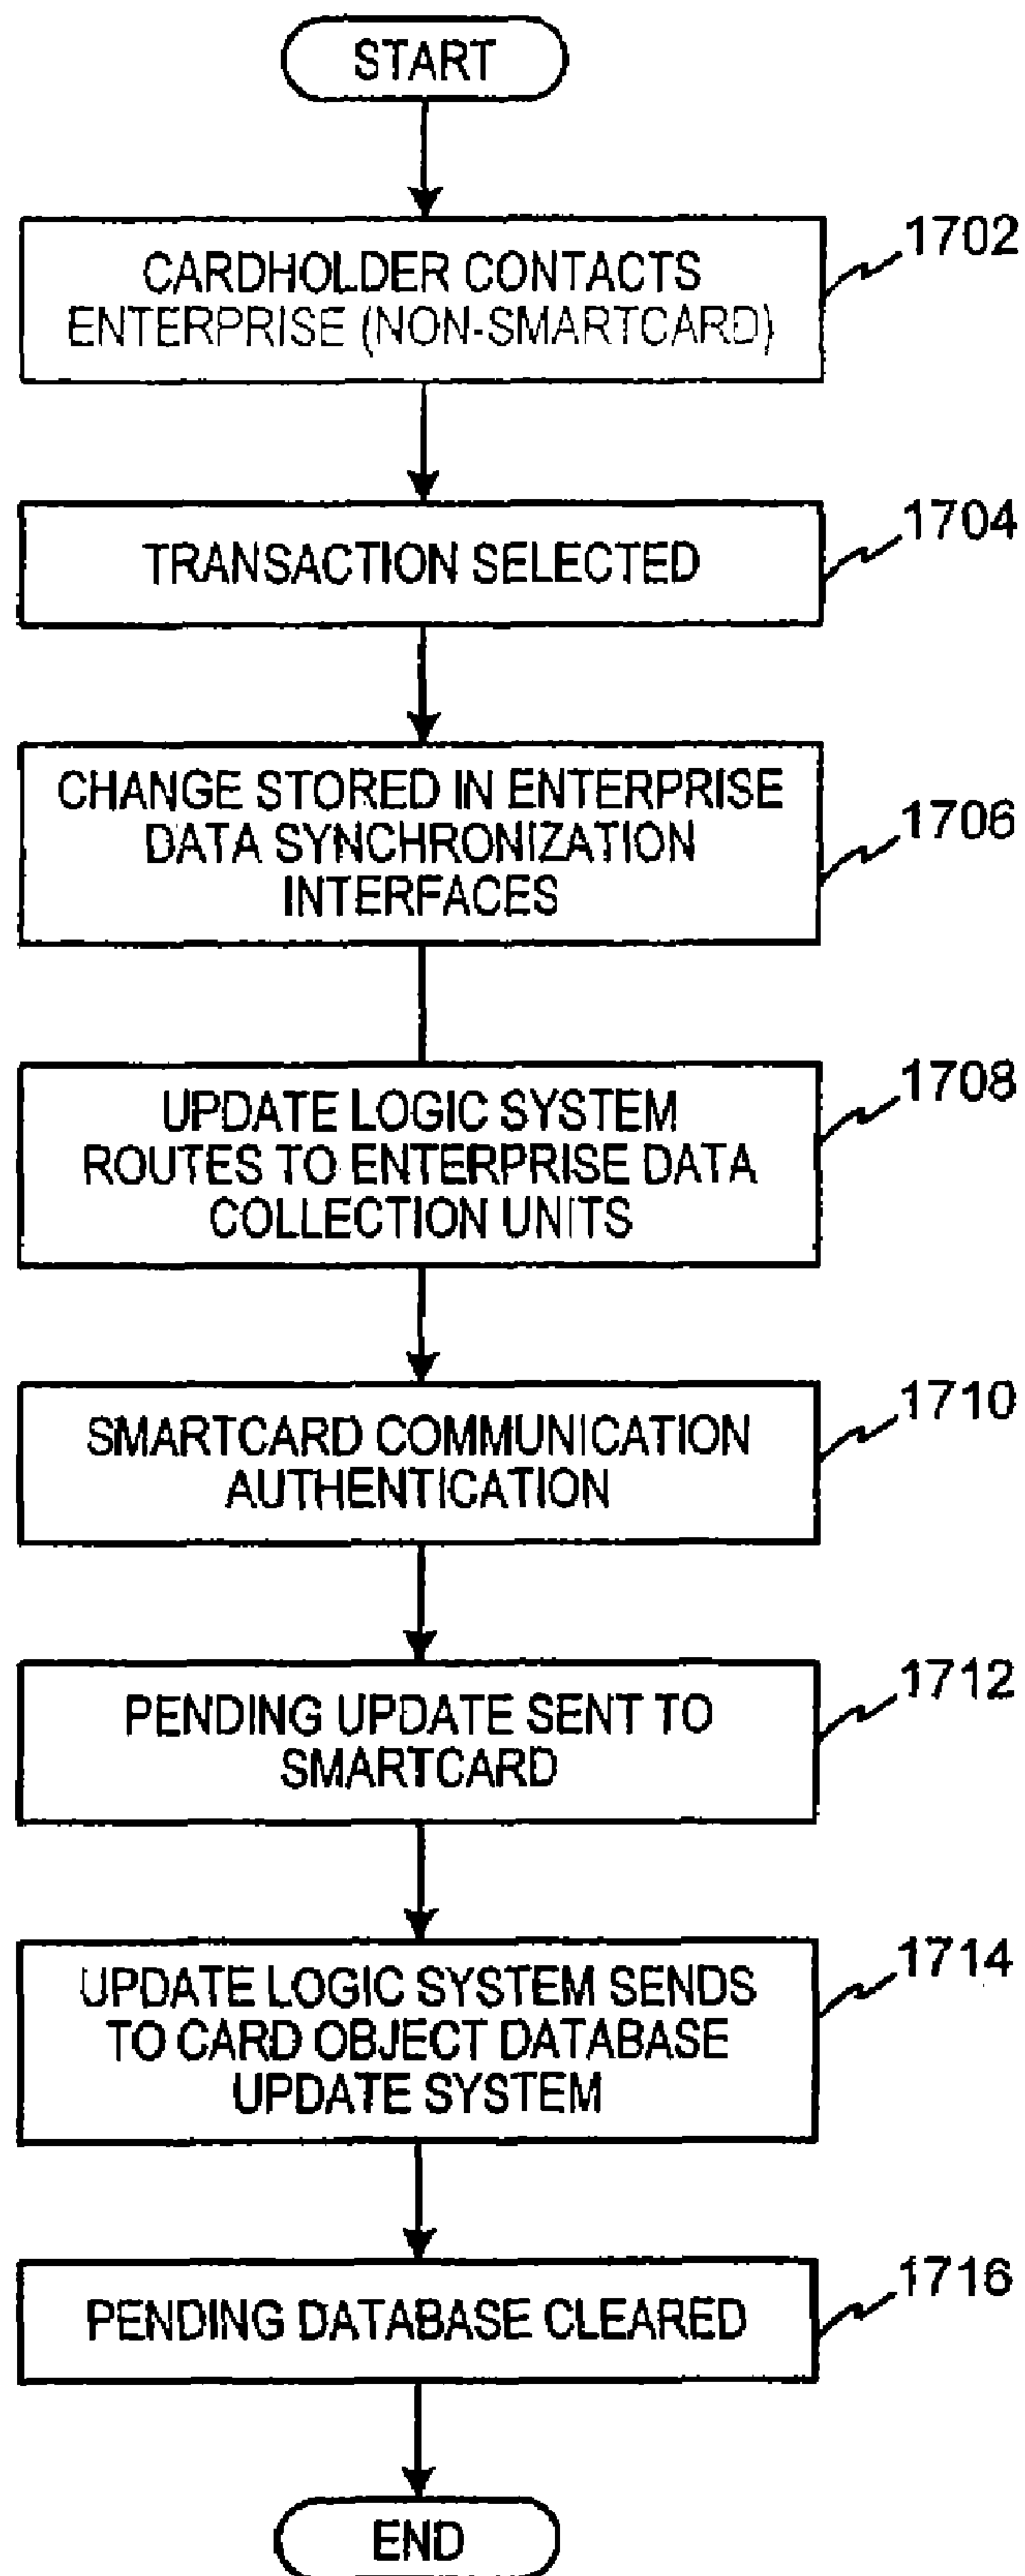 START
CARDHOLDER CONTACTS
ENTERPRISE (NON-SMARTCARD)
1702
TRANSACTION SELECTED
1704
CHANGE STORED IN ENTERPRISE
DATA SYNCHRONIZATION
INTERFACES
1706
UPDATE LOGIC SYSTEM
ROUTES TO ENTERPRISE DATA
COLLECTION UNITS
1708
SMARTCARD COMMUNICATION
AUTHENTICATION
1710
PENDING UPDATE SENT TO
SMARTCARD
1712
UPDATE LOGIC SYSTEM SENDS
TO CARD OBJECT DATABASE
UPDATE SYSTEM
1714
PENDING DATABASE CLEARED
1716
END